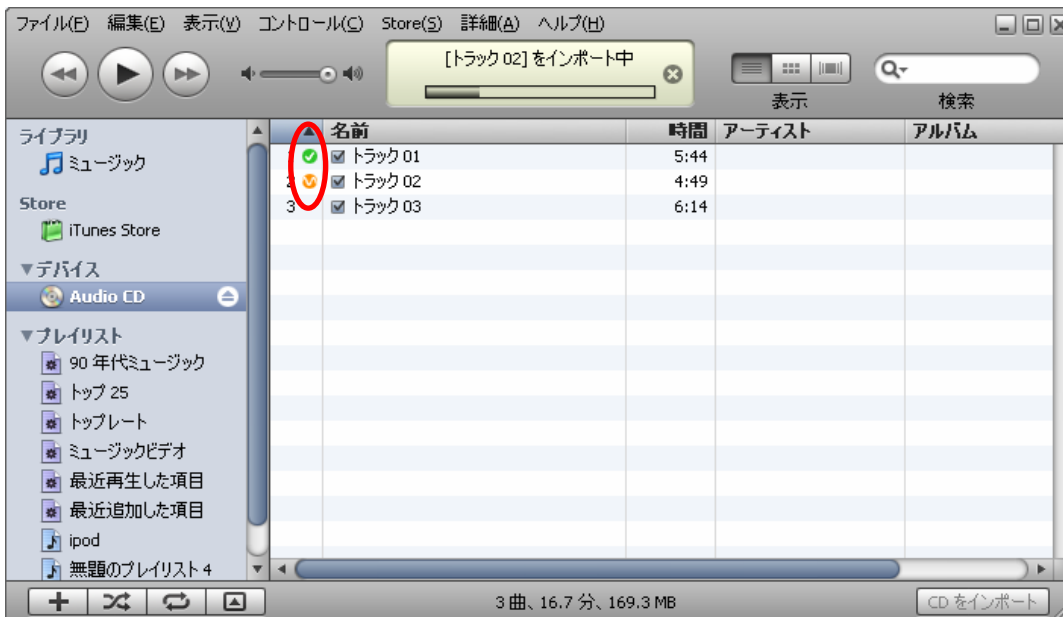 ファイル(F) 編集(E) 表示(V) コントロール(C) Store(S) 詳細(A) ヘルプ(H)
[トラック 02] をインポート中
表示
検索
ライブラリ
ミュージック
Store
iTunes Store
デバイス
Audio CD
プレイリスト
90 年代ミュージック
トップ 25
トップレート
ミュージックビデオ
最近再生した項目
最近追加した項目
ipod
無題のプレイリスト 4
名前 時間 アーティスト アルバム
1 トラック 01 5:44
2 トラック 02 4:49
3 トラック 03 6:14
3 曲、16.7 分、169.3 MB
CD をインポート